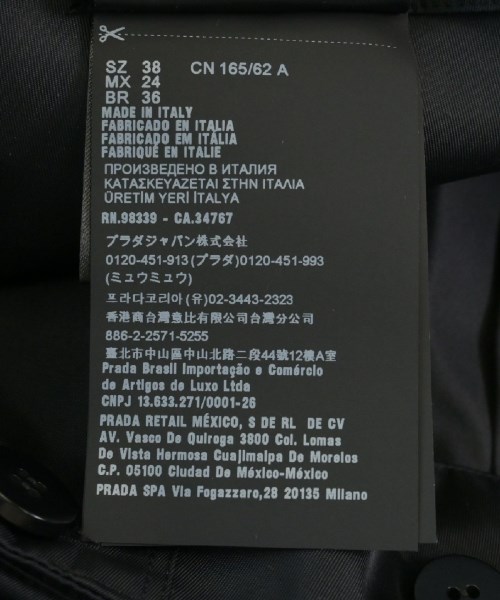 SZ 38 CN 165/62 A
MX 24
BR 36
MADE IN ITALY
FABRICADO EN ITALIA
FABRICADO EM ITÁLIA
FABRIQUÉ EN ITALIE
ПРОИЗВЕДЕНО В ИТАЛИЯ
ΚΑΤΑΣΚΕΥΑΖΕΤΑΙ ΣΤΗΝ ΙΤΑΛΙΑ
ÜRETİM YERİ İTALYA
RN.98339 - CA.34767
プラダジャパン株式会社
0120-451-913(プラダ)0120-451-993
(ミュウミュウ)
프라다코리아(유)02-3443-2323
香港商台灣意比有限公司台灣分公司
886-2-2571-5255
臺北市中山區中山北路二段44號12樓A室
Prada Brasil Importação e Comércio
de Artigos de Luxo Ltda
CNPJ 13.633.271/0001-26
PRADA RETAIL MÉXICO, S DE RL DE CV
AV. Vasco De Quiroga 3800 Col. Lomas
De Vista Hermosa Cuajimalpa De Morelos
C.P. 05100 Ciudad De México-México
PRADA SPA Via Fogazzaro,28 20135 Milano